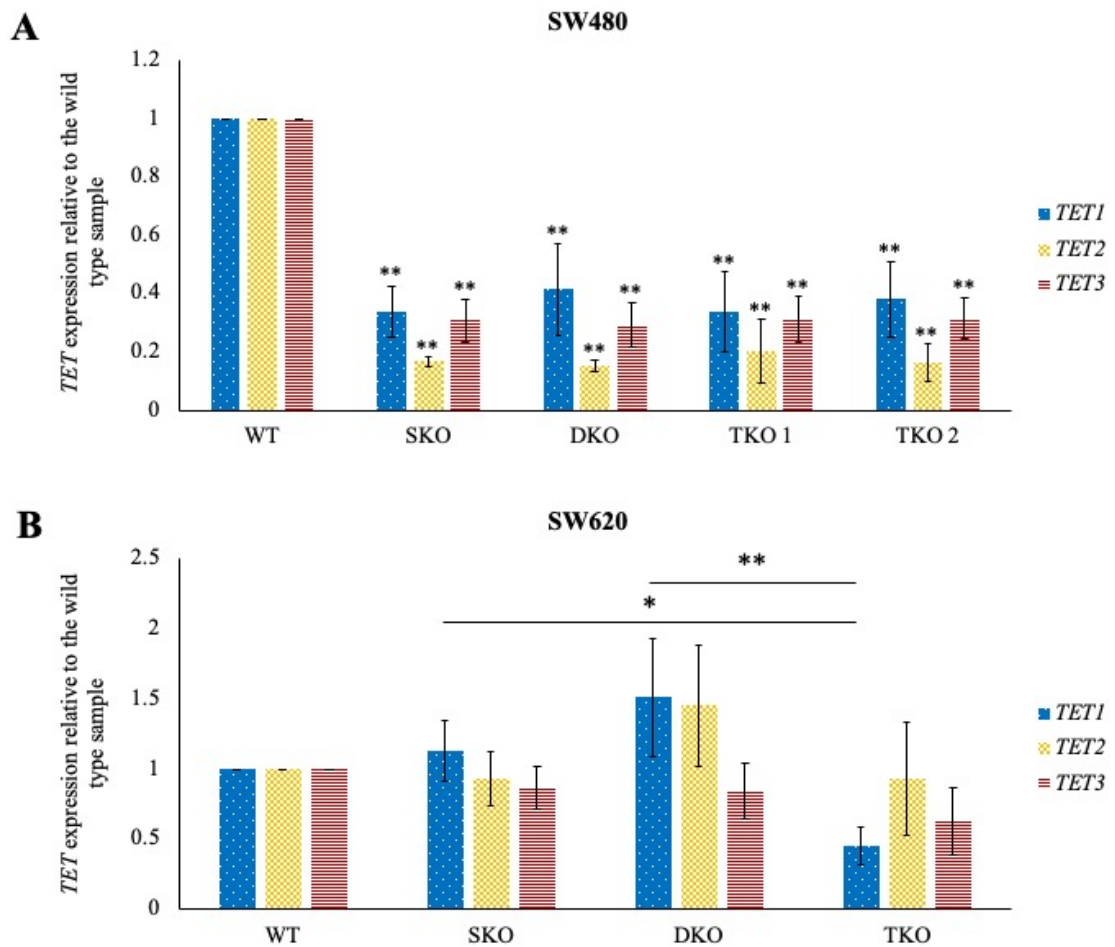 A
SW480
TET expression relative to the wild
type sample
1.2
1
0.8
0.6
0.4
0.2
0
** ** **
** ** **
** ** **
** ** **
WT SKO DKO TKO 1 TKO 2
TET1
TET2
TET3
B
SW620
TET expression relative to the wild
type sample
2.5
2
1.5
1
0.5
0
**
*
WT SKO DKO TKO
TET1
TET2
TET3